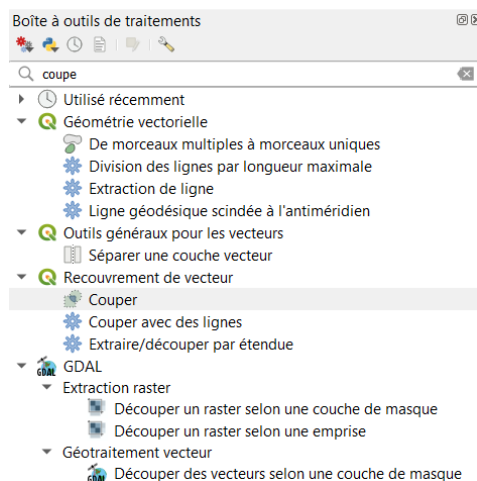 Boîte à outils de traitements
coupe
Utilisé récemment
Géométrie vectorielle
De morceaux multiples à morceaux uniques
Division des lignes par longueur maximale
Extraction de ligne
Ligne géodésique scindée à l'antiméridien
Outils généraux pour les vecteurs
Séparer une couche vecteur
Recouvrement de vecteur
Couper
Couper avec des lignes
Extraire/découper par étendue
GDAL
Extraction raster
Découper un raster selon une couche de masque
Découper un raster selon une emprise
Géotraitement vecteur
Découper des vecteurs selon une couche de masque